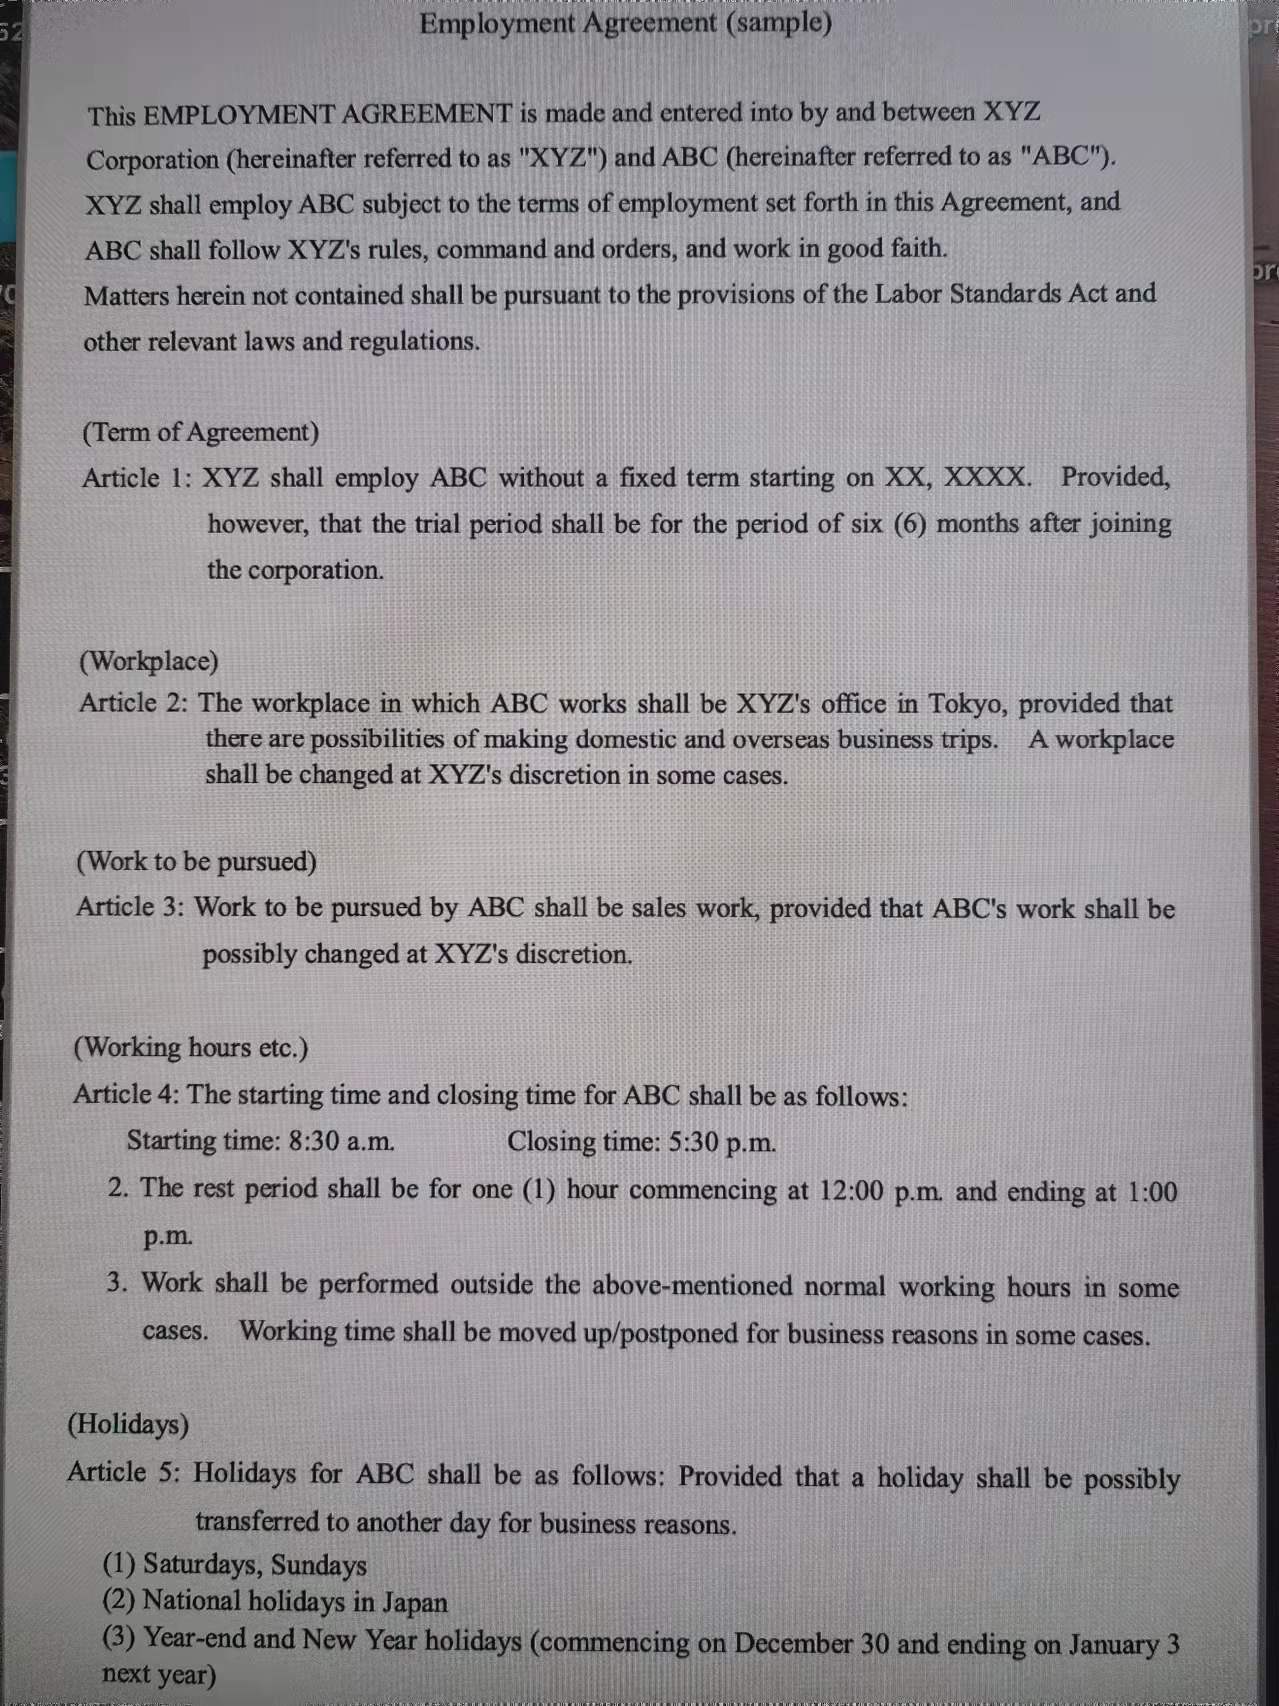 Employment Agreement (sample)
This EMPLOYMENT AGREEMENT is made and entered into by and between XYZ
Corporation (hereinafter referred to as "XYZ") and ABC (hereinafter referred to as "ABC").
XYZ shall employ ABC subject to the terms of employment set forth in this Agreement, and
ABC shall follow XYZ's rules, command and orders, and work in good faith.
Matters herein not contained shall be pursuant to the provisions of the Labor Standards Act and
other relevant laws and regulations.
(Term of Agreement)
Article 1: XYZ shall employ ABC without a fixed term starting on XX, XXXX. Provided,
however, that the trial period shall be for the period of six (6) months after joining
the corporation.
(Workplace)
Article 2: The workplace in which ABC works shall be XYZ's office in Tokyo, provided that
there are possibilities of making domestic and overseas business trips. A workplace
shall be changed at XYZ's discretion in some cases.
(Work to be pursued)
Article 3: Work to be pursued by ABC shall be sales work, provided that ABC's work shall be
possibly changed at XYZ's discretion.
(Working hours etc.)
Article 4: The starting time and closing time for ABC shall be as follows:
Starting time: 8:30 a.m. Closing time: 5:30 p.m.
2. The rest period shall be for one (1) hour commencing at 12:00 p.m. and ending at 1:00
p.m.
3. Work shall be performed outside the above-mentioned normal working hours in some
cases. Working time shall be moved up/postponed for business reasons in some cases.
(Holidays)
Article 5: Holidays for ABC shall be as follows: Provided that a holiday shall be possibly
transferred to another day for business reasons.
(1) Saturdays, Sundays
(2) National holidays in Japan
(3) Year-end and New Year holidays (commencing on December 30 and ending on January 3
next year)